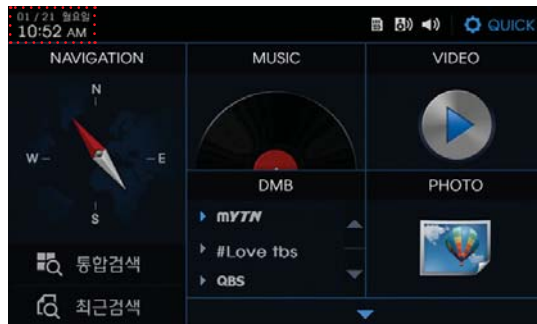 01 / 21 월요일
10:52 AM
QUICK
NAVIGATION
MUSIC
VIDEO
N
W
E
S
DMB
PHOTO
mYTN
#Love tbs
QBS
통합검색
최근검색